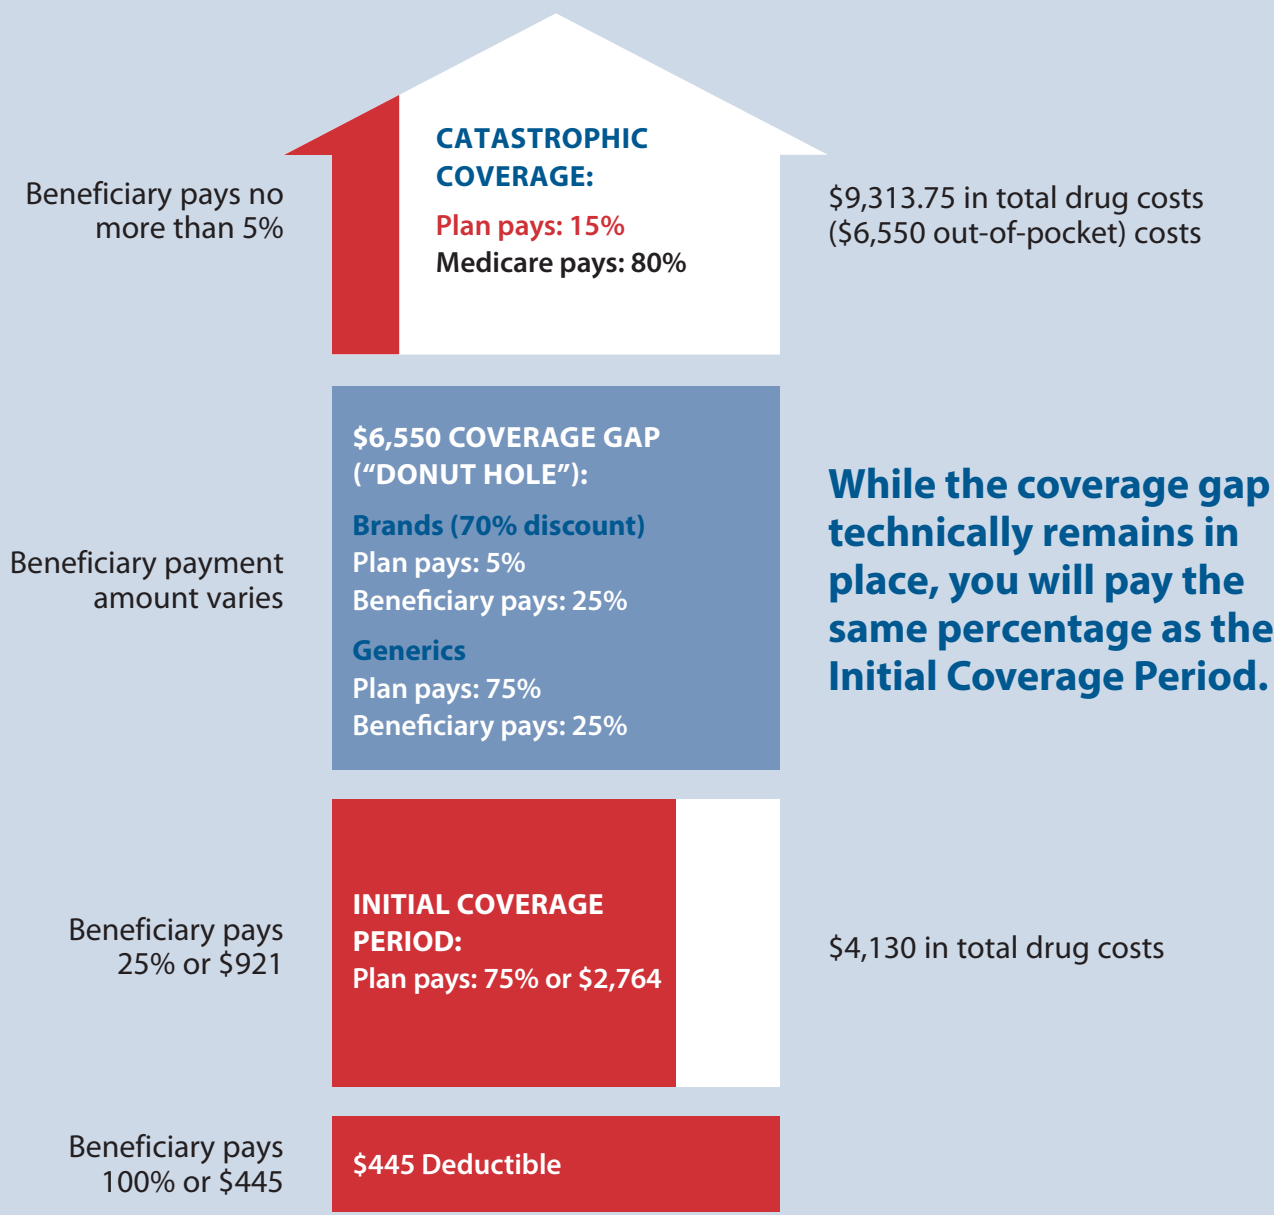 Beneficiary pays no
more than 5%
CATASTROPHIC
COVERAGE:
Plan pays: 15%
Medicare pays: 80%
$9,313.75 in total drug costs
($6,550 out-of-pocket) costs
Beneficiary payment
amount varies
$6,550 COVERAGE GAP
(“DONUT HOLE”):
Brands (70% discount)
Plan pays: 5%
Beneficiary pays: 25%
Generics
Plan pays: 75%
Beneficiary pays: 25%
While the coverage gap
technically remains in
place, you will pay the
same percentage as the
Initial Coverage Period.
Beneficiary pays
25% or $921
INITIAL COVERAGE
PERIOD:
Plan pays: 75% or $2,764
$4,130 in total drug costs
Beneficiary pays
100% or $445
$445 Deductible